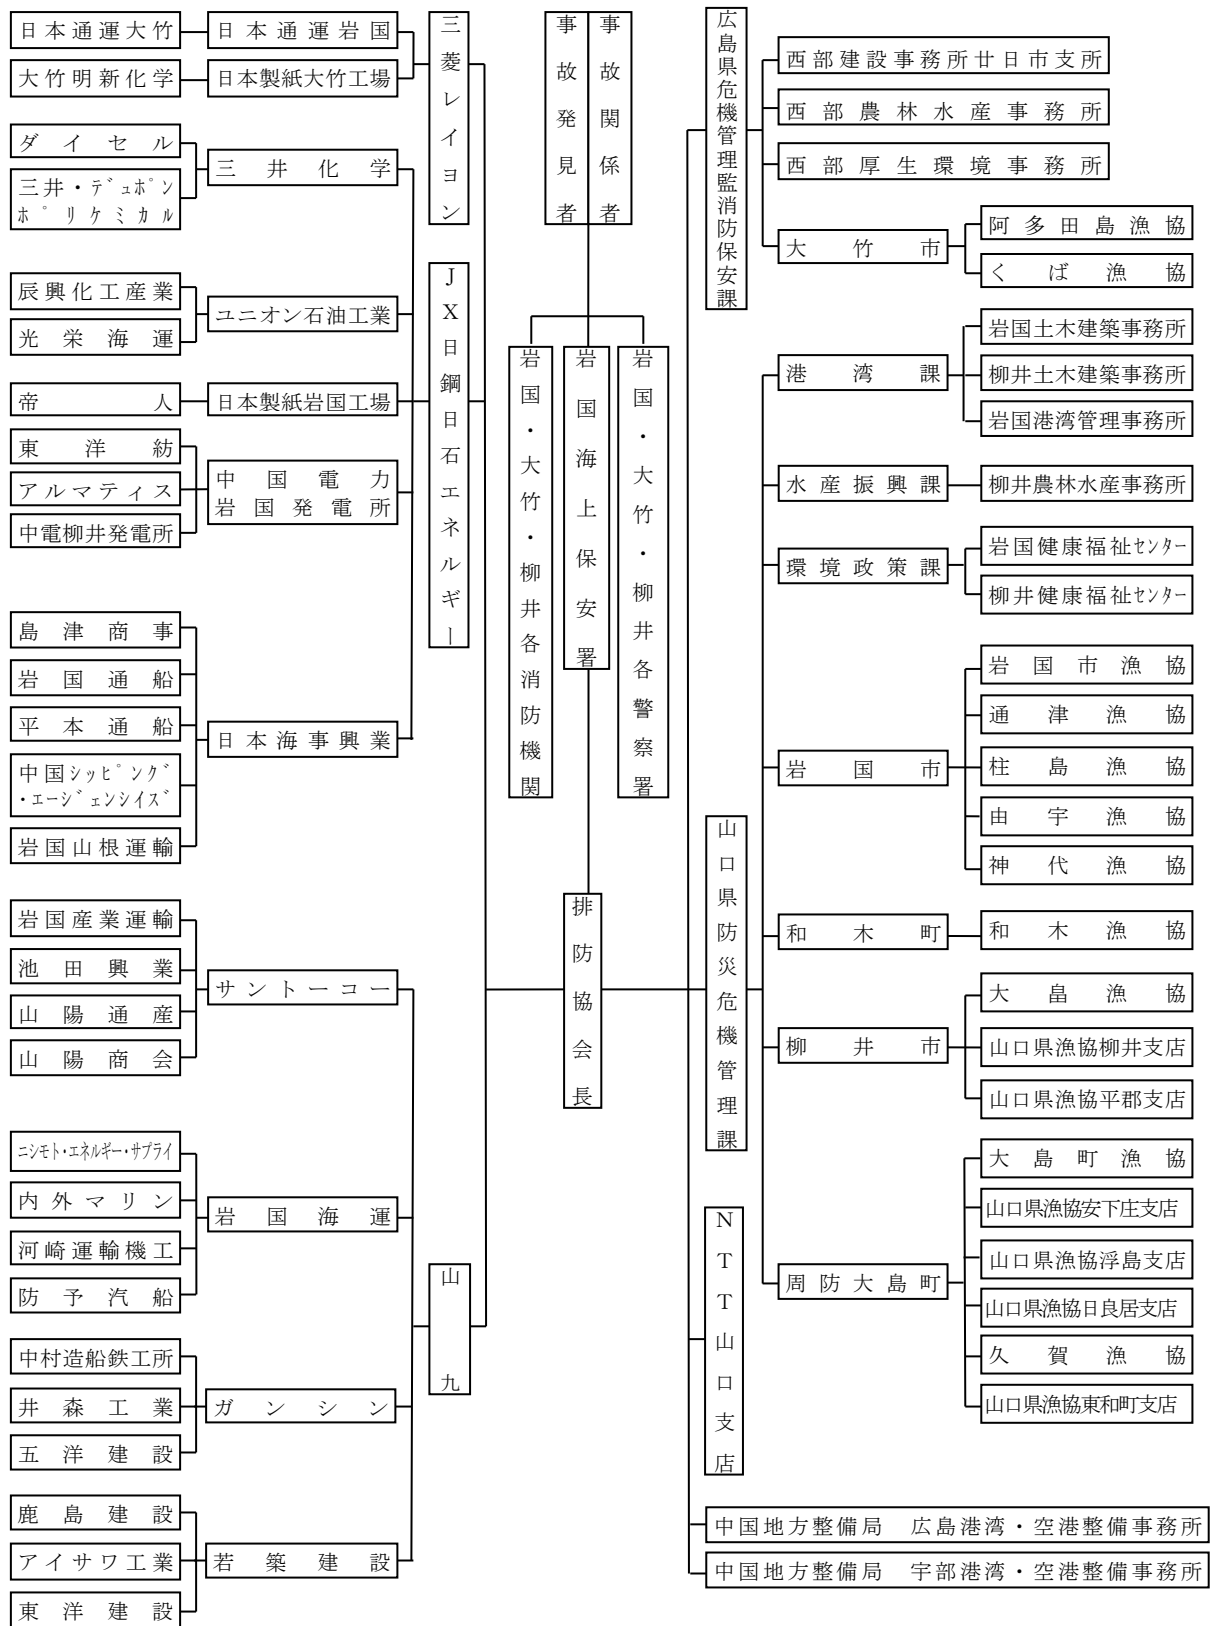 日本通運大竹
日本通運岩国
大竹明新化学
日本製紙大竹工場
三菱レイヨン
ダイセル
三井・デュポン
ポリケミカル
三井化学
辰興化工産業
光栄海運
ユニオン石油工業
帝人
日本製紙岩国工場
東洋紡
アルマティス
中電柳井発電所
中国電力
岩国発電所
島津商事
岩国通船
平本通船
中国シッピング
・エージェンシイズ
岩国山根運輸
日本海事興業
JX日鋼日石エネルギー
岩国産業運輸
池田興業
山陽通産
山陽商会
サントーコー
ニシモト・エネルギー・サプライ
内外マリン
河崎運輸機工
防予汽船
岩国海運
中村造船鉄工所
井森工業
五洋建設
ガンシン
鹿島建設
アイサワ工業
東洋建設
若築建設
山九
事故発見者
事故関係者
岩国・大竹・柳井各消防機関
岩国海上保安署
岩国・大竹・柳井各警察署
排防協会長
広島県危機管理監消防保安課
西部建設事務所廿日市支所
西部農林水産事務所
西部厚生環境事務所
大竹市
阿多田島漁協
くば漁協
山口県防災危機管理課
港湾課
岩国土木建築事務所
柳井土木建築事務所
岩国港湾管理事務所
水産振興課
柳井農林水産事務所
環境政策課
岩国健康福祉センター
柳井健康福祉センター
岩国市
岩国市漁協
通津漁協
柱島漁協
由宇漁協
神代漁協
和木町
和木漁協
柳井市
大畠漁協
山口県漁協柳井支店
山口県漁協平郡支店
周防大島町
大島町漁協
山口県漁協安下庄支店
山口県漁協浮島支店
山口県漁協日良居支店
久賀漁協
山口県漁協東和町支店
NTT山口支店
中国地方整備局　広島港湾・空港整備事務所
中国地方整備局　宇部港湾・空港整備事務所